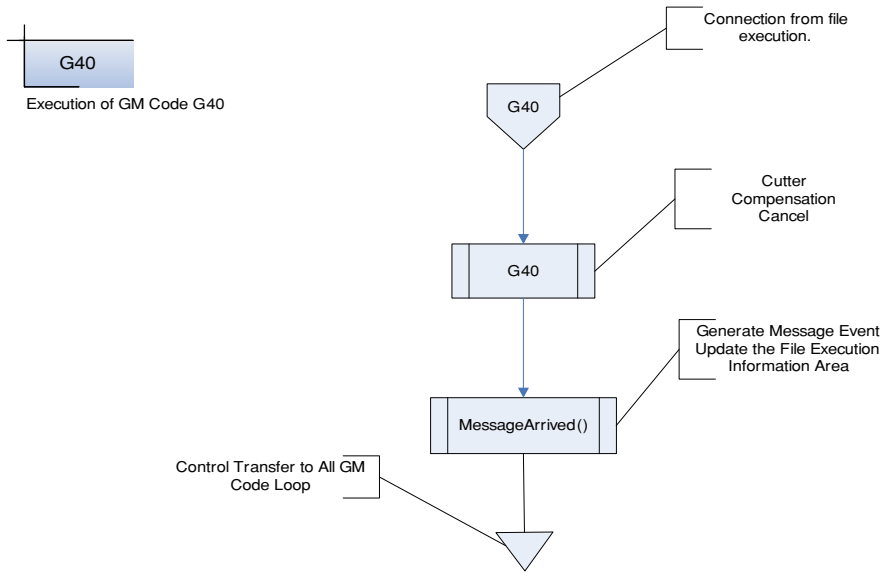 G40
Execution of GM Code G40
Connection from file
execution.
G40
Cutter
Compensation
Cancel
G40
Generate Message Event
Update the File Execution
Information Area
MessageArrived()
Control Transfer to All GM
Code Loop